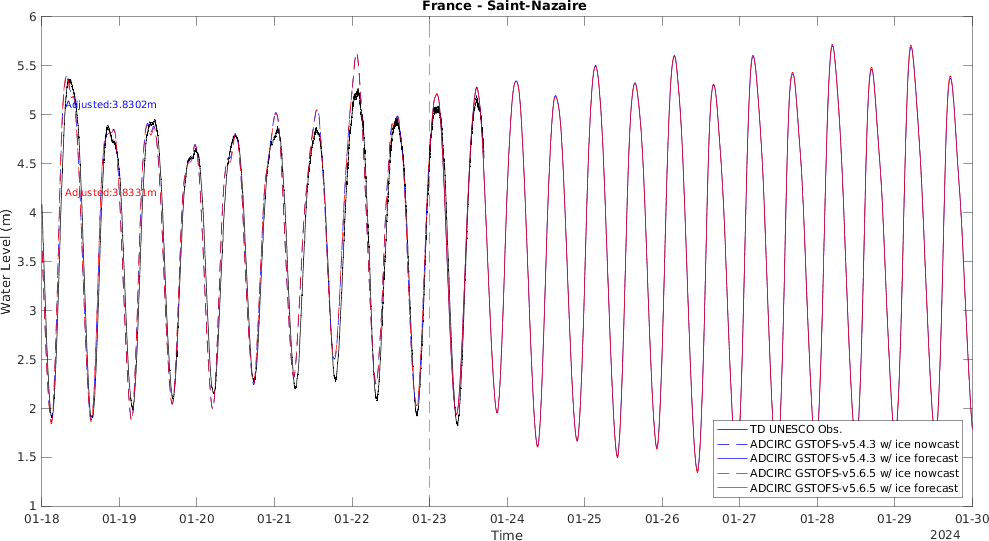 France - Saint-Nazaire
6
5.5
5
4.5
4
3.5
3
2.5
2
1.5
1
Water Level (m)
Adjusted:3.8302m
Adjusted:3.8331m
TD UNESCO Obs.
ADCIRC GSTOFS-v5.4.3 w/ ice nowcast
ADCIRC GSTOFS-v5.4.3 w/ ice forecast
ADCIRC GSTOFS-v5.6.5 w/ ice nowcast
ADCIRC GSTOFS-v5.6.5 w/ ice forecast
01-18 01-19 01-20 01-21 01-22 01-23 01-24 01-25 01-26 01-27 01-28 01-29 01-30
Time
2024